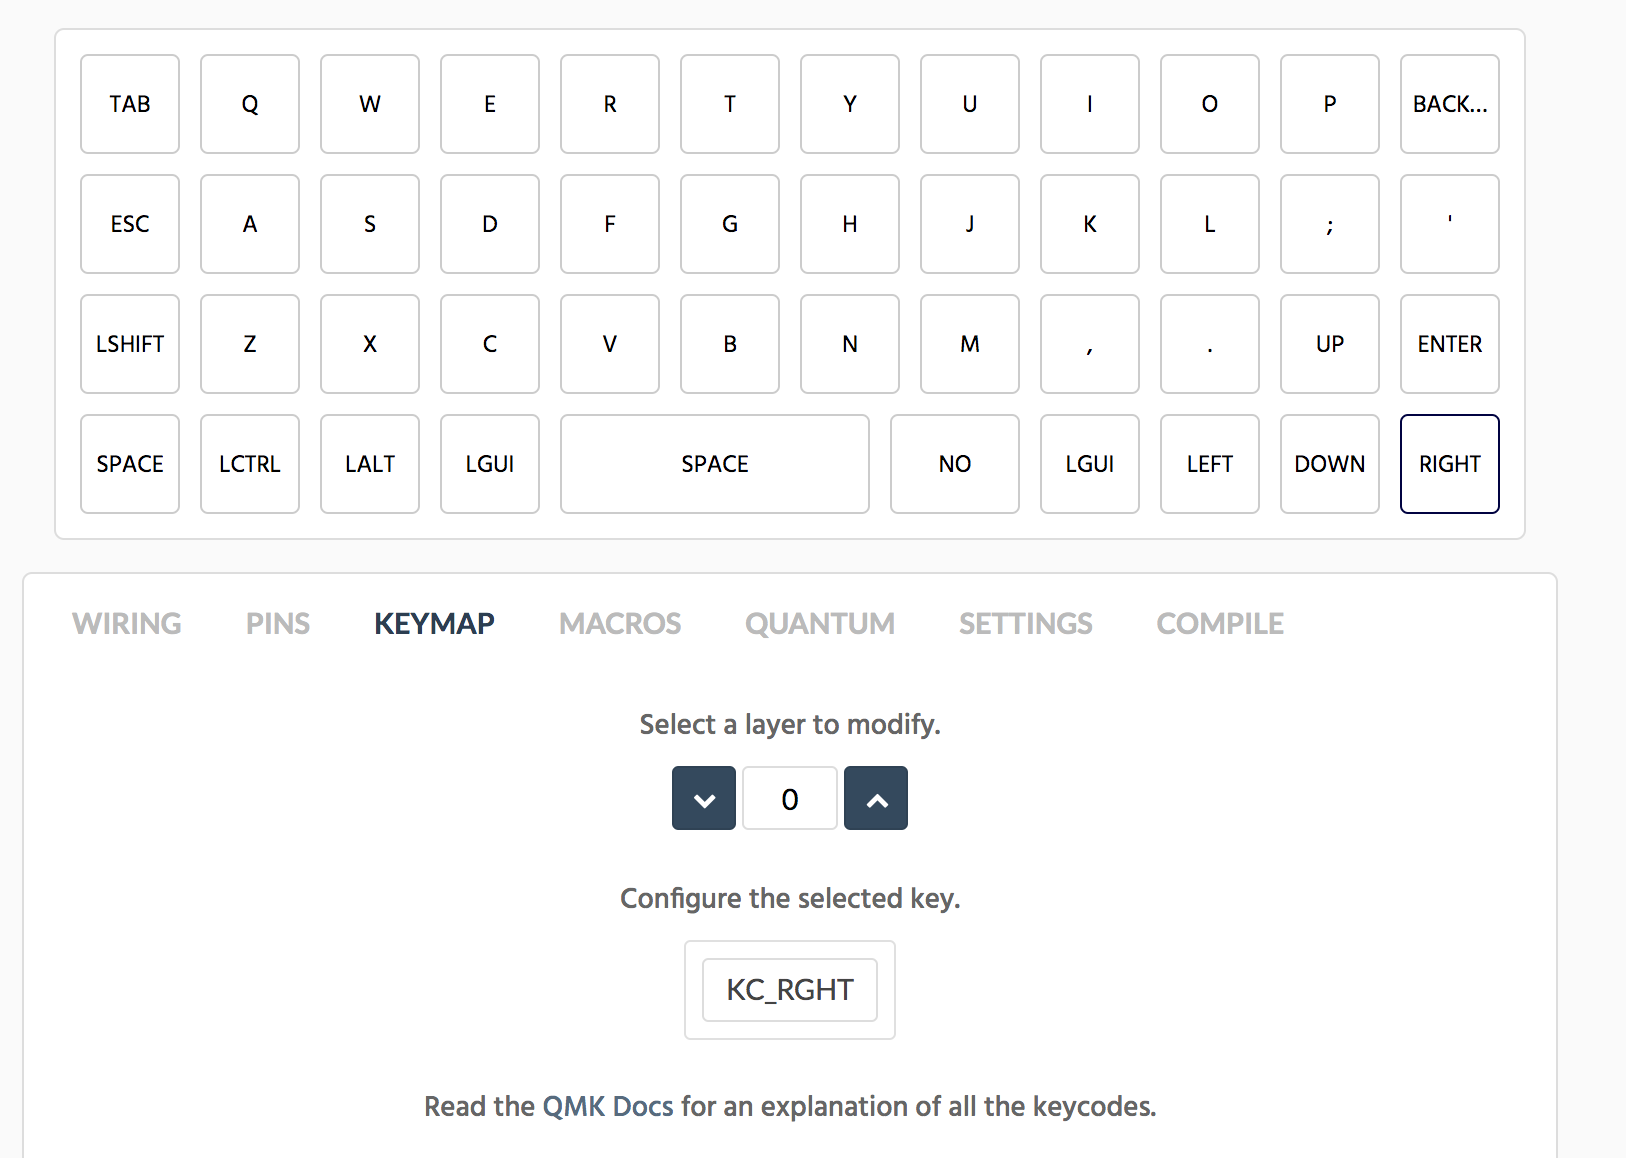 TAB Q W E R T Y U I O P BACK...
ESC A S D F G H J K L ; '
LSHIFT Z X C V B N M , . UP ENTER
SPACE LCTRL LALT LGUI SPACE NO LGUI LEFT DOWN RIGHT
WIRING PINS KEYMAP MACROS QUANTUM SETTINGS COMPILE
Select a layer to modify.
0
Configure the selected key.
KC_RGHT
Read the QMK Docs for an explanation of all the keycodes.